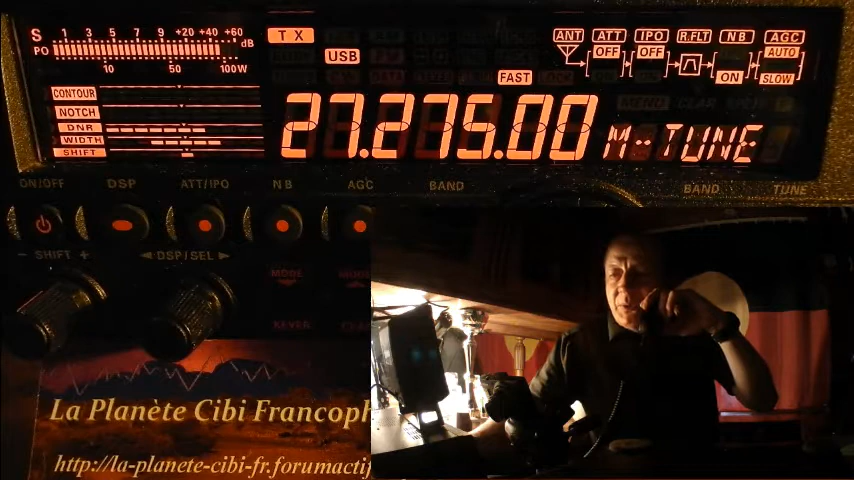 S 1 3 5 7 9 +20 +40 +60 dB
PO 10 50 100W
TX
USB
FAST
ANT ATT IPO R.FLT NB AGC
OFF OFF AUTO
ON SLOW
CONTOUR
NOTCH
DNR
WIDTH
SHIFT
27.275.00 M-TUNE
ON/OFF DSP ATT/IPO NB AGC BAND BAND TUNE
− SHIFT + ◀DSP/SEL▶
MODE MODE
KEYER
La Planète Cibi Francoph
http://la-planete-cibi-fr.forumactif